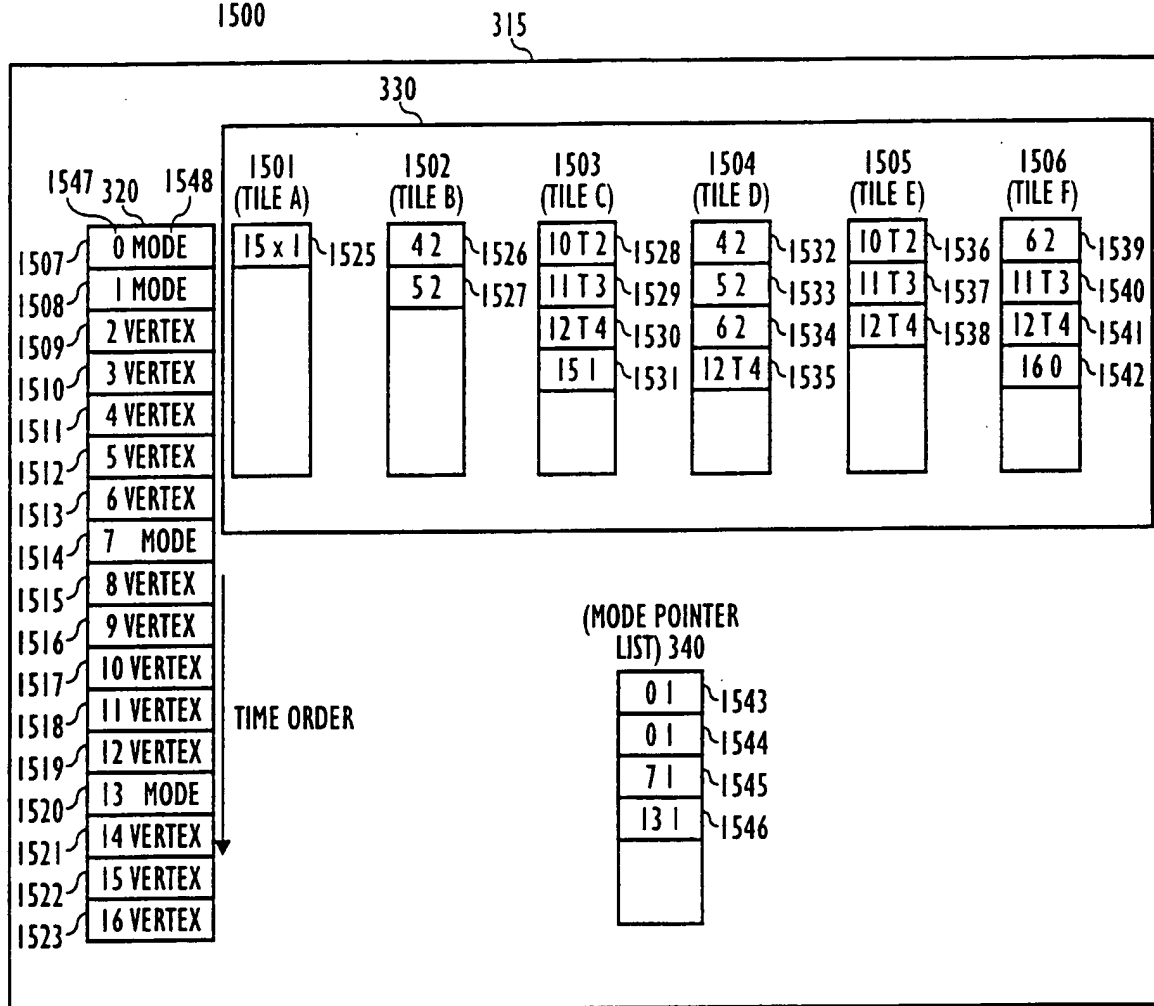 1500
315
330
1547
320
1548
1501
(TILE A)
1502
(TILE B)
1503
(TILE C)
1504
(TILE D)
1505
(TILE E)
1506
(TILE F)
1507 0 MODE
1508 1 MODE
1509 2 VERTEX
1510 3 VERTEX
1511 4 VERTEX
1512 5 VERTEX
1513 6 VERTEX
1514 7 MODE
1515 8 VERTEX
1516 9 VERTEX
1517 10 VERTEX
1518 11 VERTEX
1519 12 VERTEX
1520 13 MODE
1521 14 VERTEX
1522 15 VERTEX
1523 16 VERTEX
15 x 1 1525
4 2 1526
5 2 1527
10 T 2 1528
11 T 3 1529
12 T 4 1530
15 1 1531
4 2 1532
5 2 1533
6 2 1534
12 T 4 1535
10 T 2 1536
11 T 3 1537
12 T 4 1538
6 2 1539
11 T 3 1540
12 T 4 1541
16 0 1542
TIME ORDER
(MODE POINTER
LIST) 340
0 1 1543
0 1 1544
7 1 1545
13 1 1546